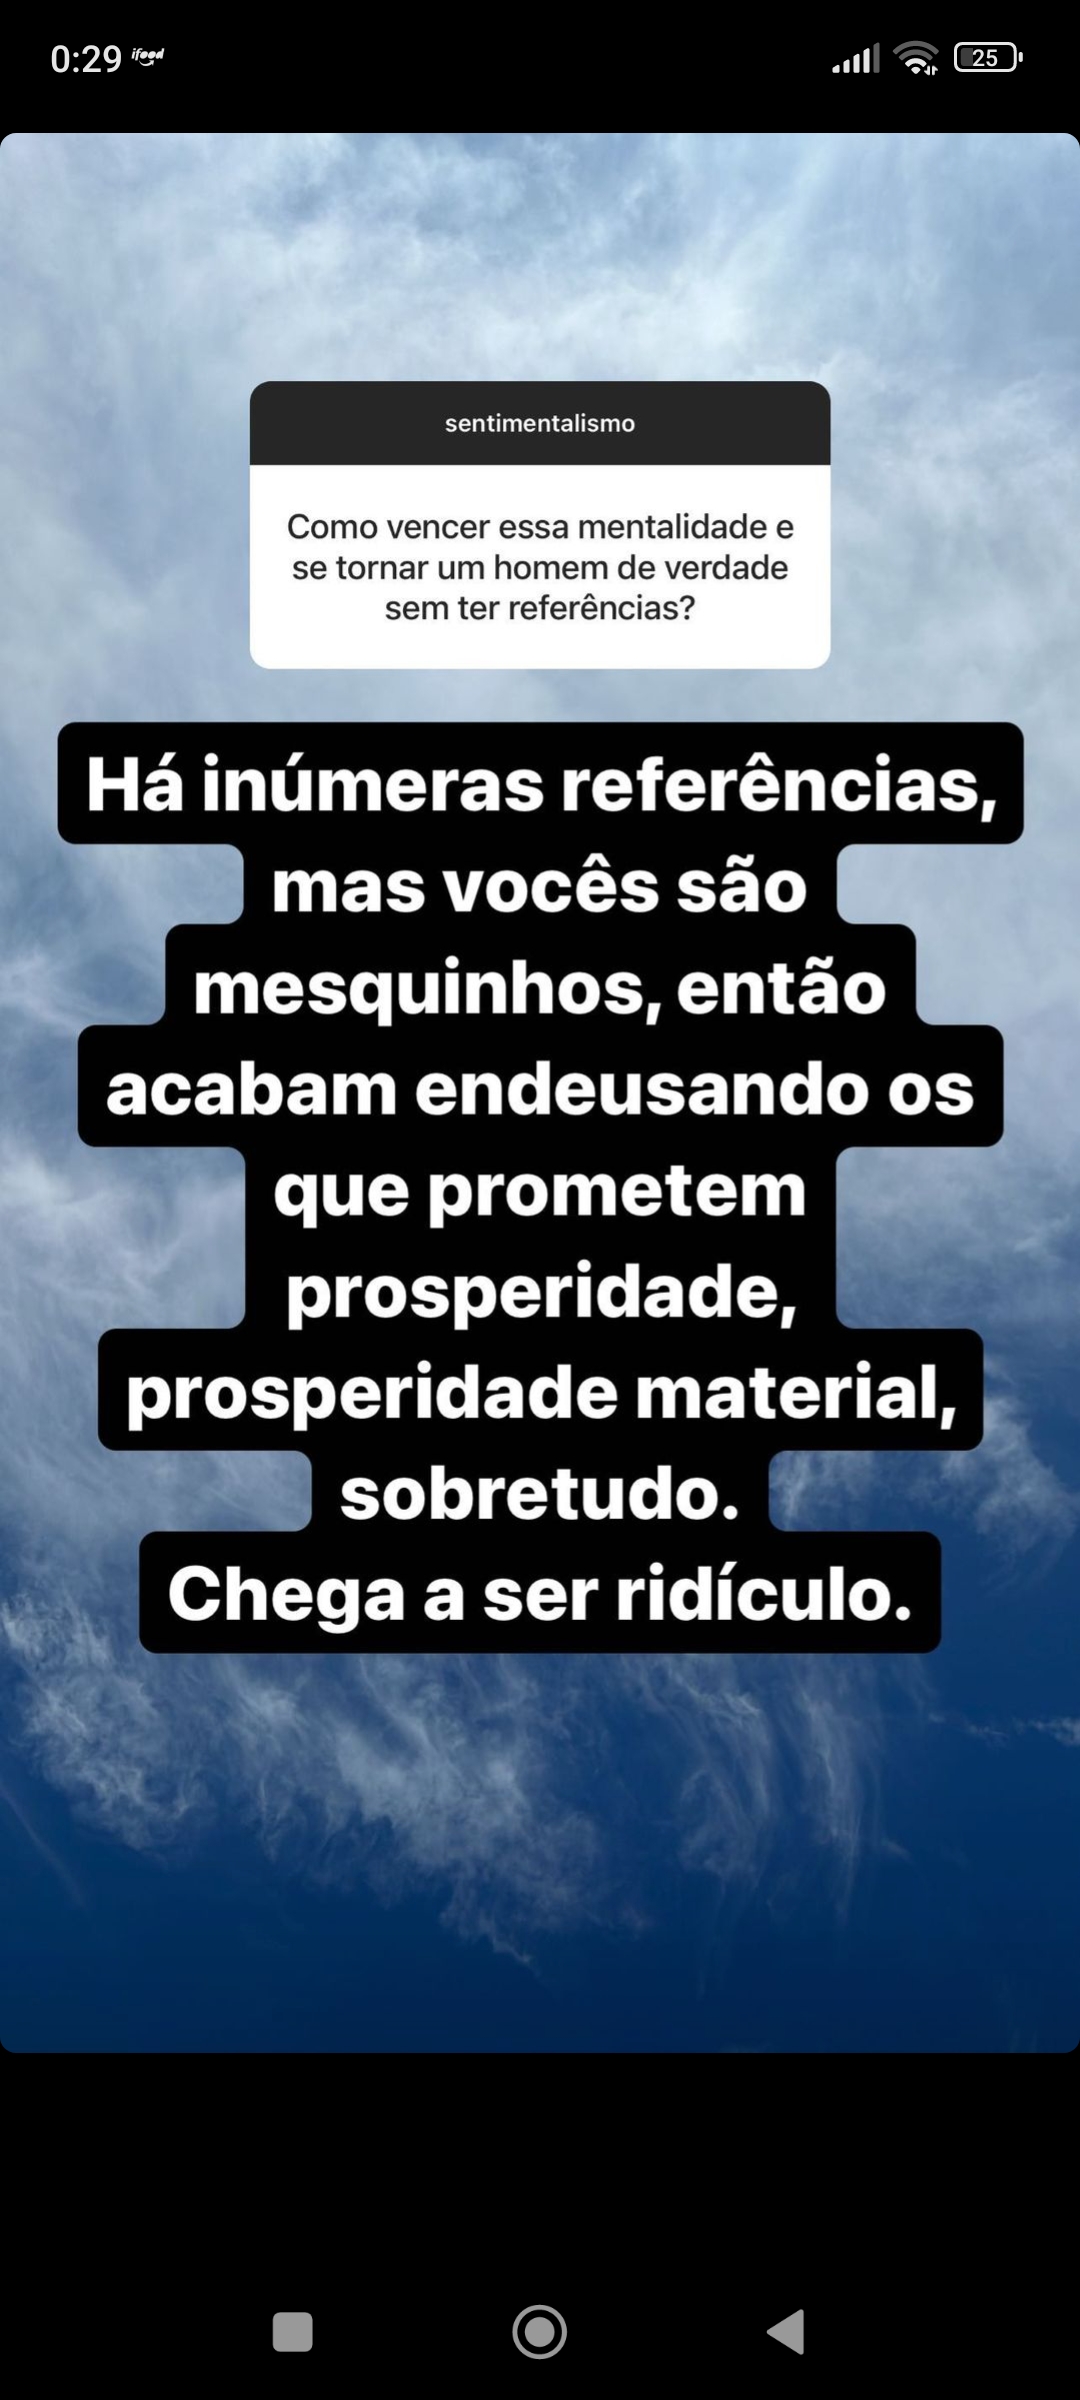 0:29 ifood 25
sentimentalismo
Como vencer essa mentalidade e
se tornar um homem de verdade
sem ter referências?
Há inúmeras referências,
mas vocês são
mesquinhos, então
acabam endeusando os
que prometem
prosperidade,
prosperidade material,
sobretudo.
Chega a ser ridículo.